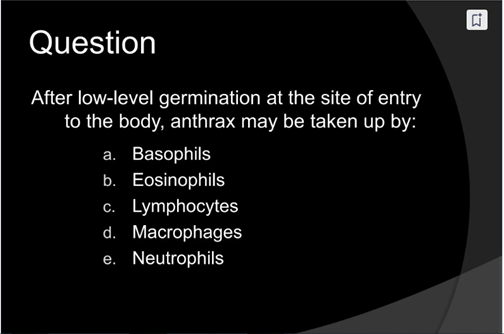 Question
After low-level germination at the site of entry
to the body, anthrax may be taken up by:
a. Basophils
b. Eosinophils
c. Lymphocytes
d. Macrophages
e. Neutrophils